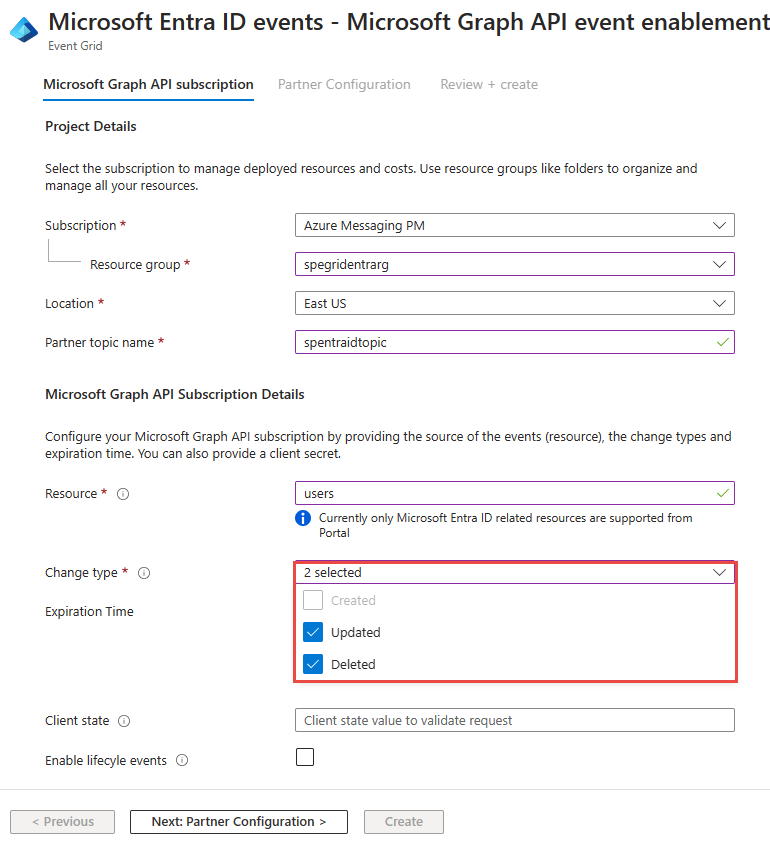 Microsoft Entra ID events - Microsoft Graph API event enablement
Event Grid
Microsoft Graph API subscription Partner Configuration Review + create
Project Details
Select the subscription to manage deployed resources and costs. Use resource groups like folders to organize and
manage all your resources.
Subscription * Azure Messaging PM
Resource group * spegridentrarg
Location * East US
Partner topic name * spentraidtopic
Microsoft Graph API Subscription Details
Configure your Microsoft Graph API subscription by providing the source of the events (resource), the change types and
expiration time. You can also provide a client secret.
Resource * users
Currently only Microsoft Entra ID related resources are supported from
Portal
Change type * 2 selected
Created
Expiration Time
Updated
Deleted
Client state Client state value to validate request
Enable lifecyle events
< Previous Next: Partner Configuration > Create